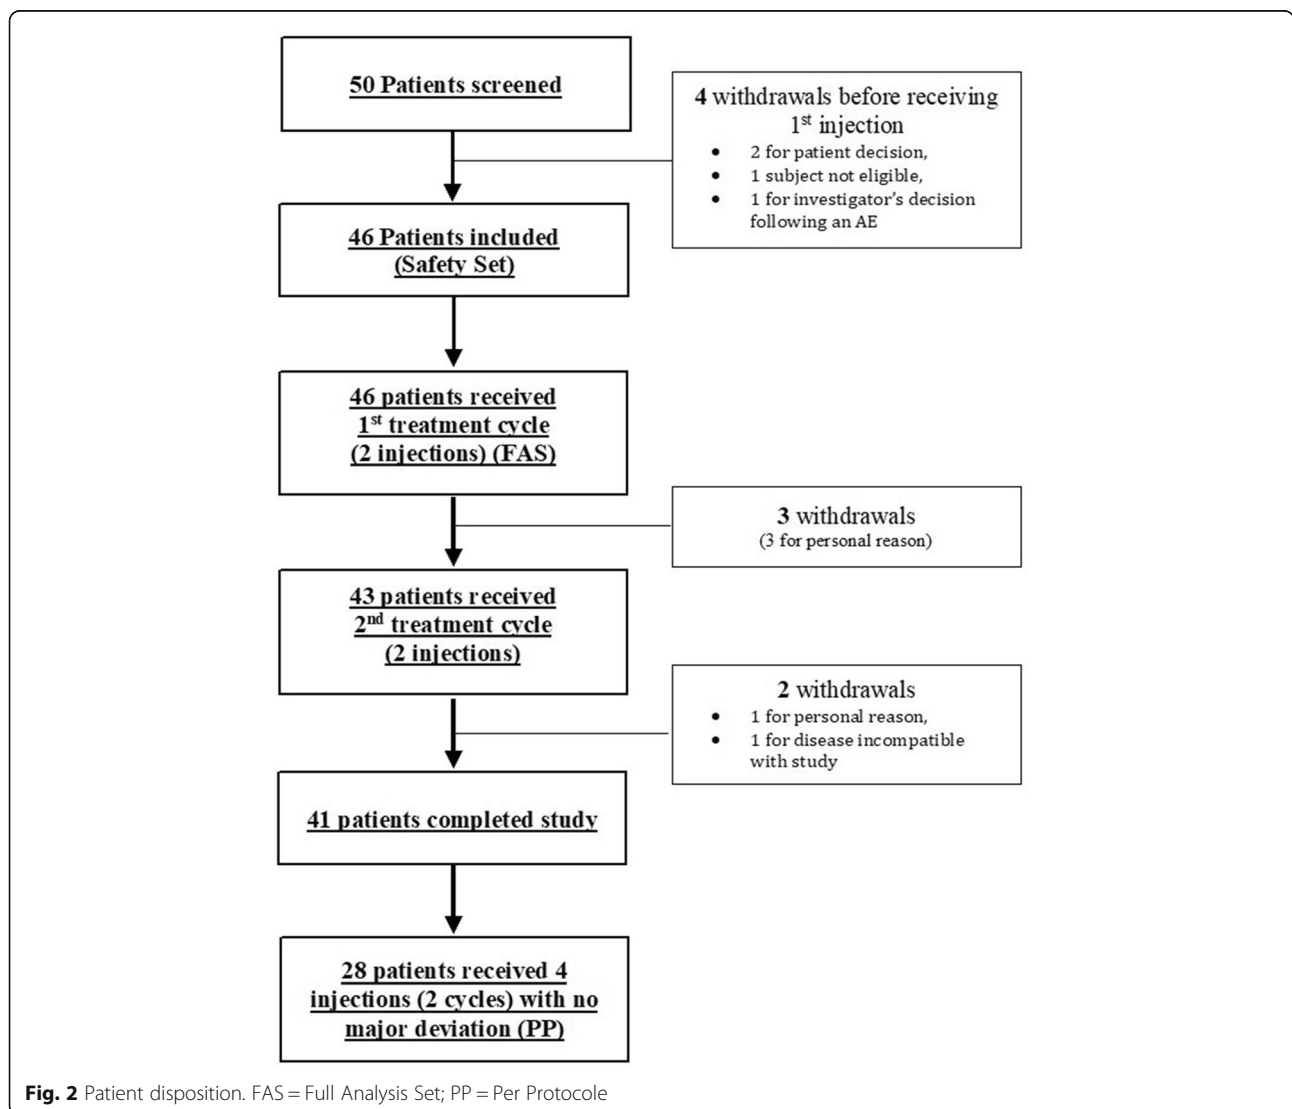 50 Patients screened
4 withdrawals before receiving
1st injection
• 2 for patient decision,
• 1 subject not eligible,
• 1 for investigator's decision
following an AE
46 Patients included
(Safety Set)
46 patients received
1st treatment cycle
(2 injections) (FAS)
3 withdrawals
(3 for personal reason)
43 patients received
2nd treatment cycle
(2 injections)
2 withdrawals
• 1 for personal reason,
• 1 for disease incompatible
with study
41 patients completed study
28 patients received 4
injections (2 cycles) with no
major deviation (PP)
Fig. 2 Patient disposition. FAS = Full Analysis Set; PP = Per Protocole